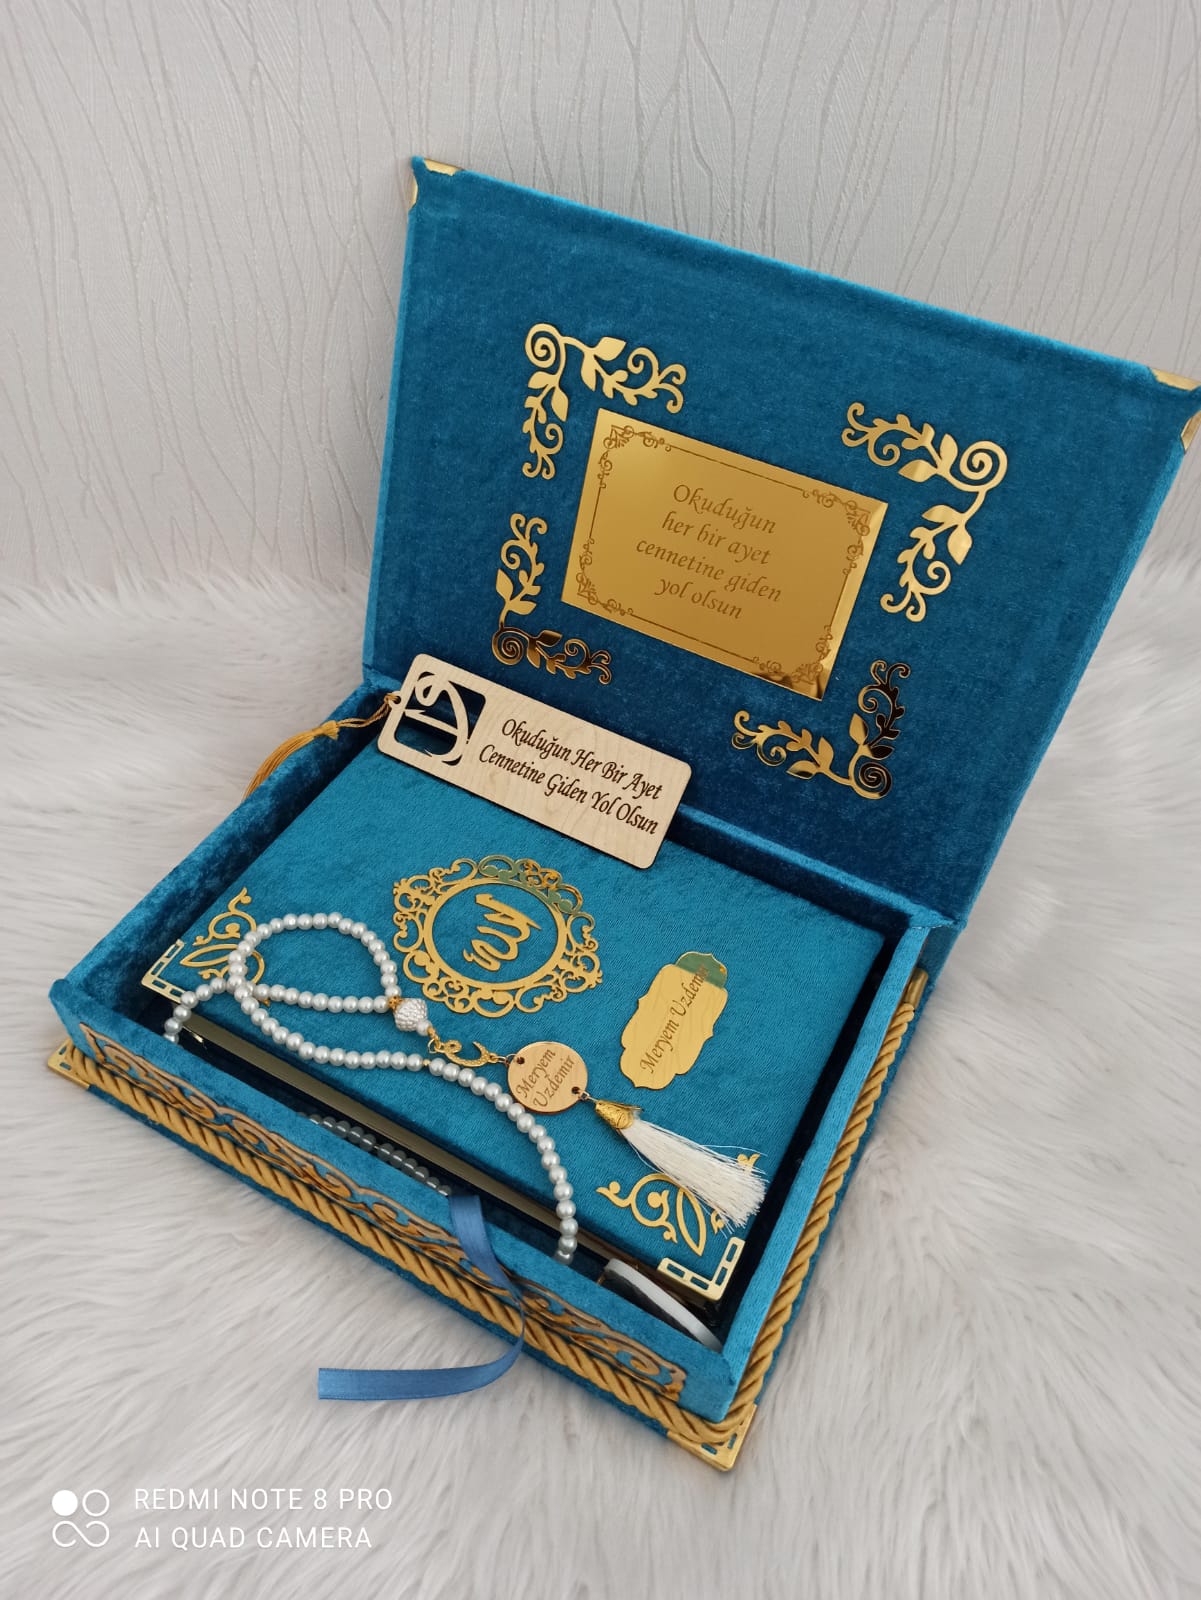 Okuduğun
her bir ayet
cennetine giden
yol olsun
Okuduğun Her Bir Ayet
Cennetine Giden Yol Olsun
الله
Meryem Uzdemir
Meryem
Uzdemir
REDMI NOTE 8 PRO
AI QUAD CAMERA